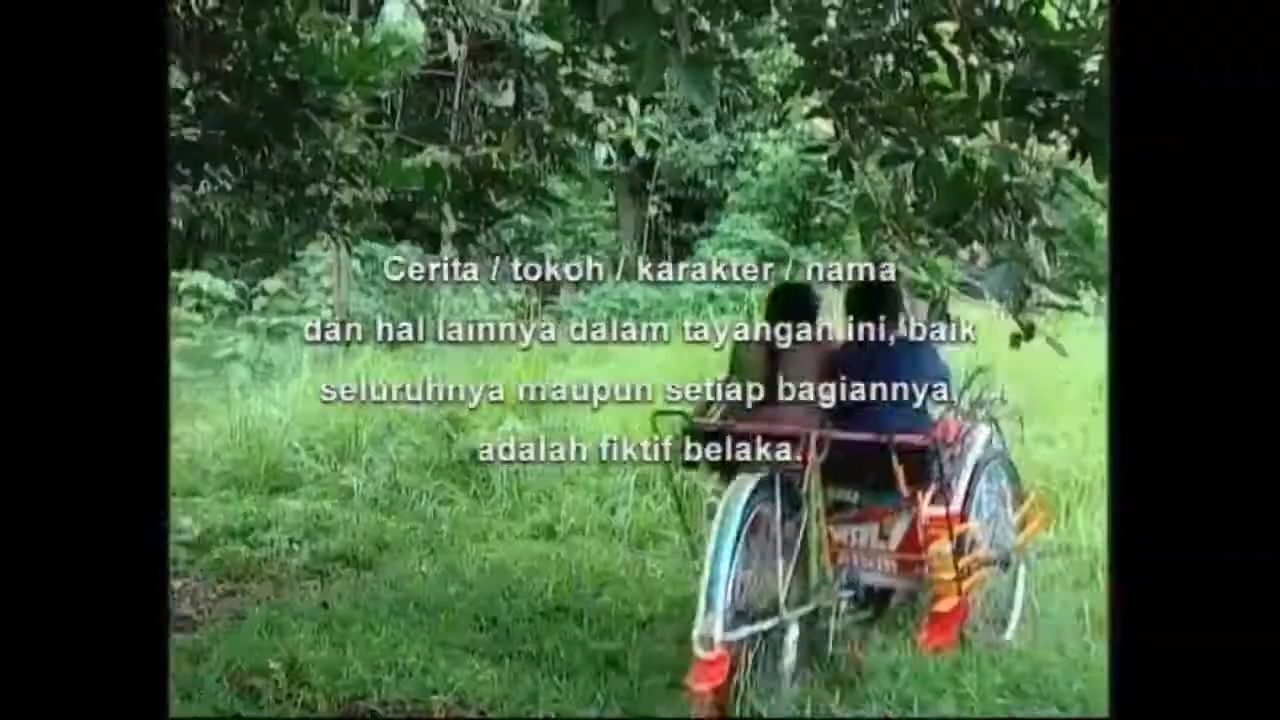 Cerita / tokoh / karakter / nama
dan hal lainnya dalam tayangan ini, baik
seluruhnya maupun setiap bagiannya,
adalah fiktif belaka.